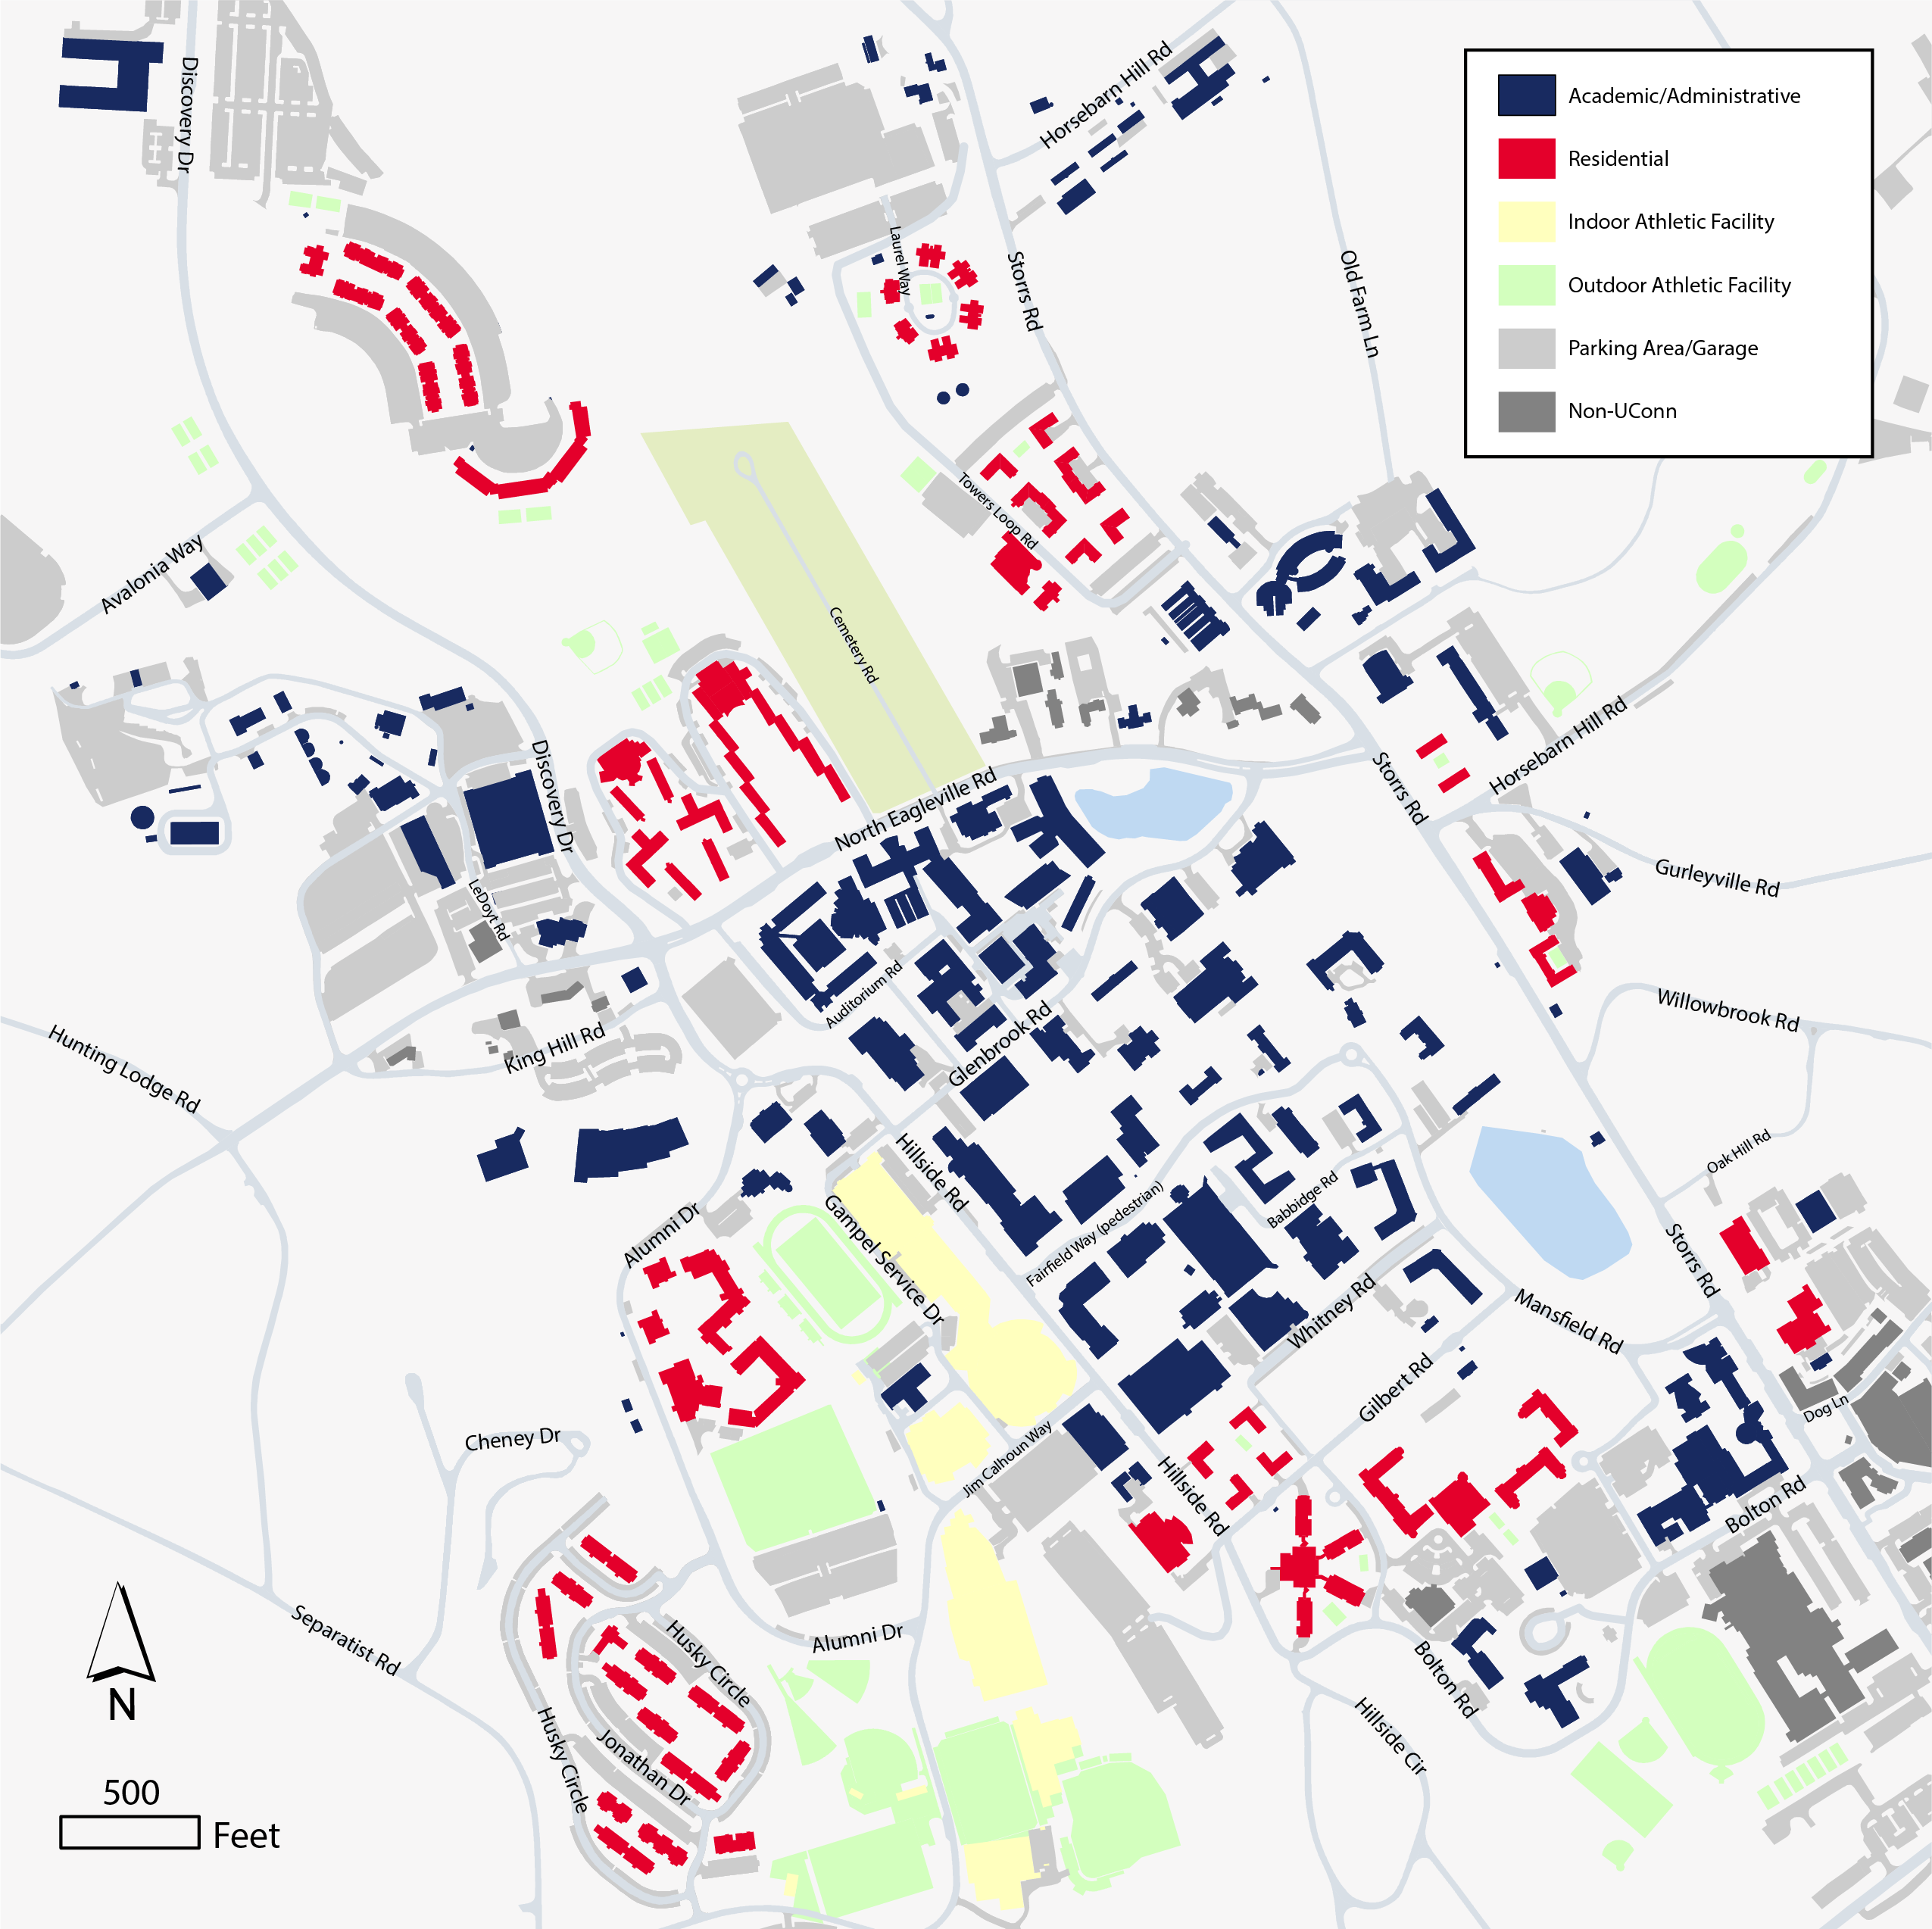 Academic/Administrative
Residential
Indoor Athletic Facility
Outdoor Athletic Facility
Parking Area/Garage
Non-UConn
Discovery Dr
Horsebarn Hill Rd
Laurel Way
Storrs Rd
Old Farm Ln
Towers Loop Rd
Avalonia Way
Cemetery Rd
Discovery Dr
North Eagleville Rd
Storrs Rd
Horsebarn Hill Rd
LeDoyt Rd
Gurleyville Rd
Auditorium Rd
Willowbrook Rd
Hunting Lodge Rd
King Hill Rd
Glenbrook Rd
Hillside Rd
Oak Hill Rd
Alumni Dr
Gampel Service Dr
Fairfield Way (pedestrian)
Babbidge Rd
Storrs Rd
Whitney Rd
Mansfield Rd
Gilbert Rd
Dog Ln
Cheney Dr
Jim Calhoun Way
Hillside Rd
Bolton Rd
Separatist Rd
Alumni Dr
Husky Circle
Bolton Rd
Husky Circle
Jonathan Dr
Hillside Cir
N
500
Feet